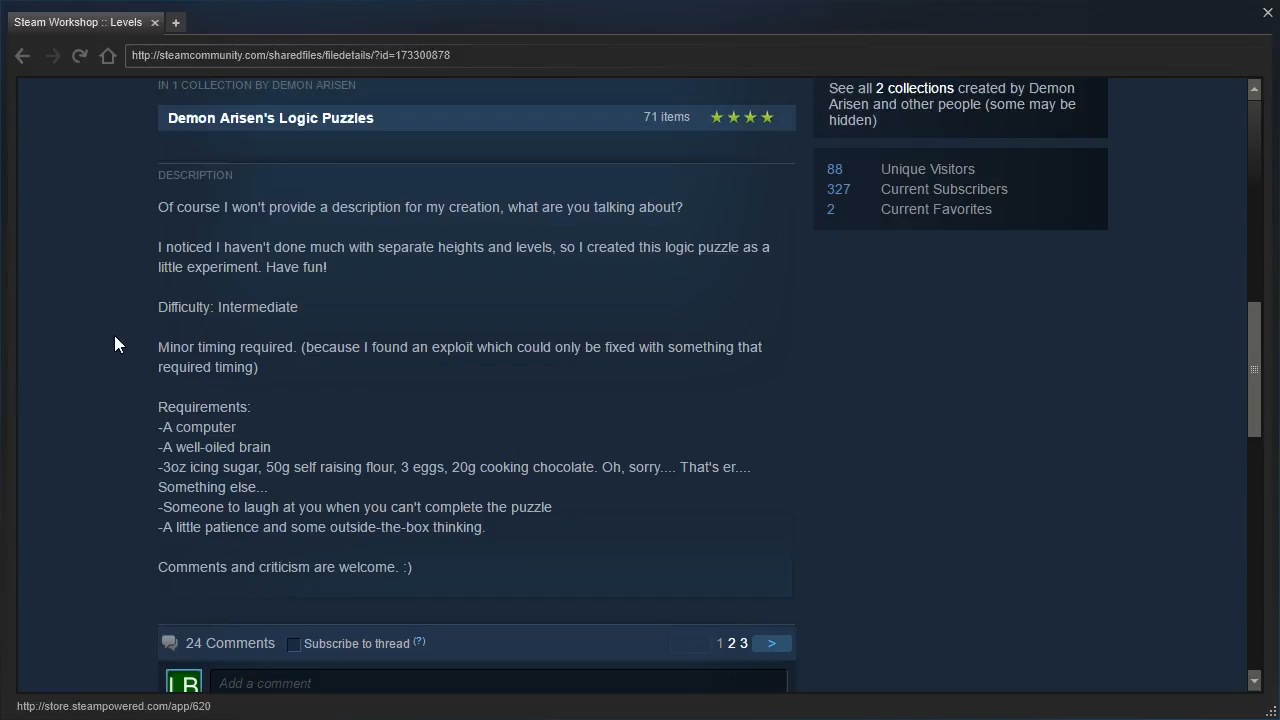 Steam Workshop :: Levels
http://steamcommunity.com/sharedfiles/filedetails/?id=173300878
IN 1 COLLECTION BY DEMON ARISEN
Demon Arisen's Logic Puzzles 71 items
DESCRIPTION
Of course I won't provide a description for my creation, what are you talking about?
I noticed I haven't done much with separate heights and levels, so I created this logic puzzle as a
little experiment. Have fun!
Difficulty: Intermediate
Minor timing required. (because I found an exploit which could only be fixed with something that
required timing)
Requirements:
-A computer
-A well-oiled brain
-3oz icing sugar, 50g self raising flour, 3 eggs, 20g cooking chocolate. Oh, sorry.... That's er....
Something else...
-Someone to laugh at you when you can't complete the puzzle
-A little patience and some outside-the-box thinking.
Comments and criticism are welcome. :)
24 Comments Subscribe to thread (?) 1 2 3 >
LB Add a comment
See all 2 collections created by Demon
Arisen and other people (some may be
hidden)
88 Unique Visitors
327 Current Subscribers
2 Current Favorites
http://store.steampowered.com/app/620